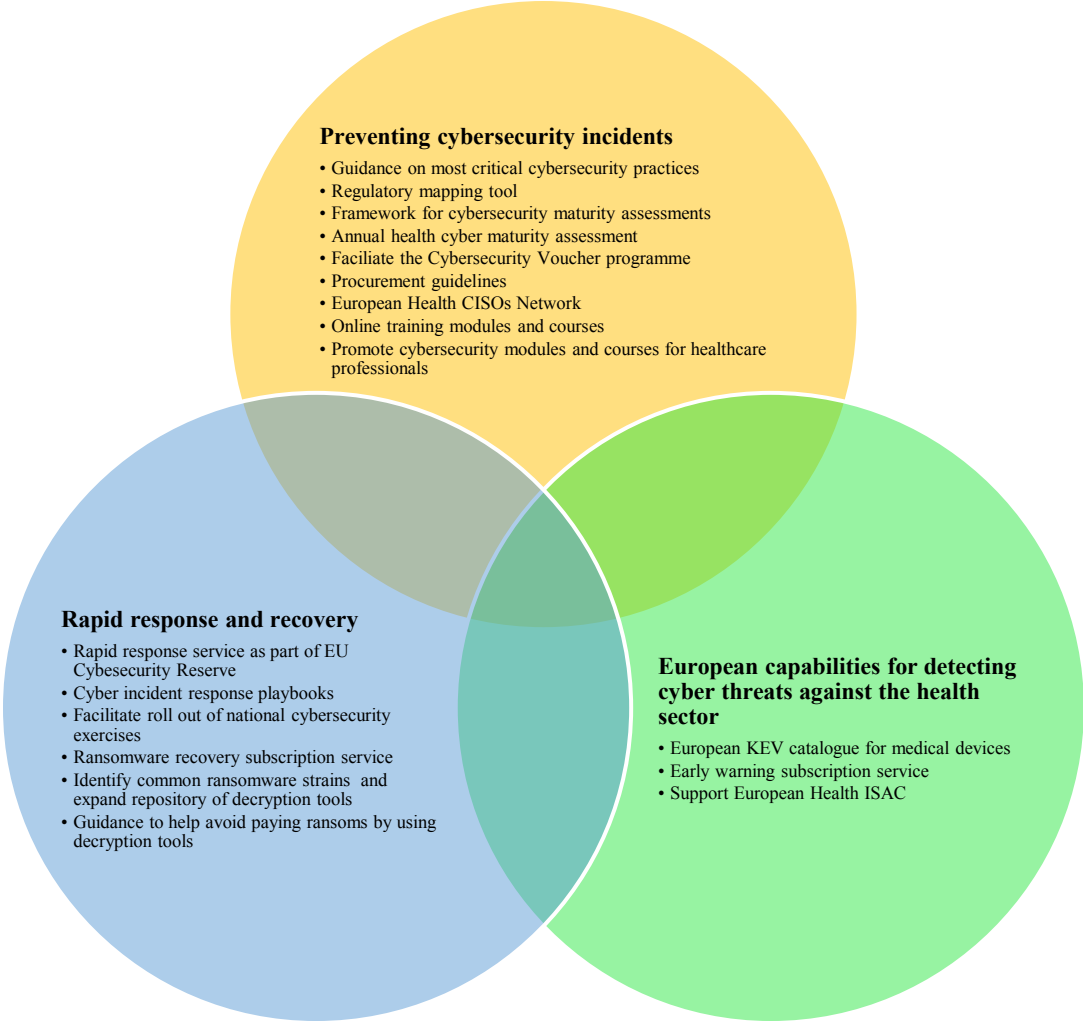 Preventing cybersecurity incidents
• Guidance on most critical cybersecurity practices
• Regulatory mapping tool
• Framework for cybersecurity maturity assessments
• Annual health cyber maturity assessment
• Faciliate the Cybersecurity Voucher programme
• Procurement guidelines
• European Health CISOs Network
• Online training modules and courses
• Promote cybersecurity modules and courses for healthcare
professionals
Rapid response and recovery
• Rapid response service as part of EU
Cybesecurity Reserve
• Cyber incident response playbooks
• Facilitate roll out of national cybersecurity
exercises
• Ransomware recovery subscription service
• Identify common ransomware strains and
expand repository of decryption tools
• Guidance to help avoid paying ransoms by using
decryption tools
European capabilities for detecting
cyber threats against the health
sector
• European KEV catalogue for medical devices
• Early warning subscription service
• Support European Health ISAC